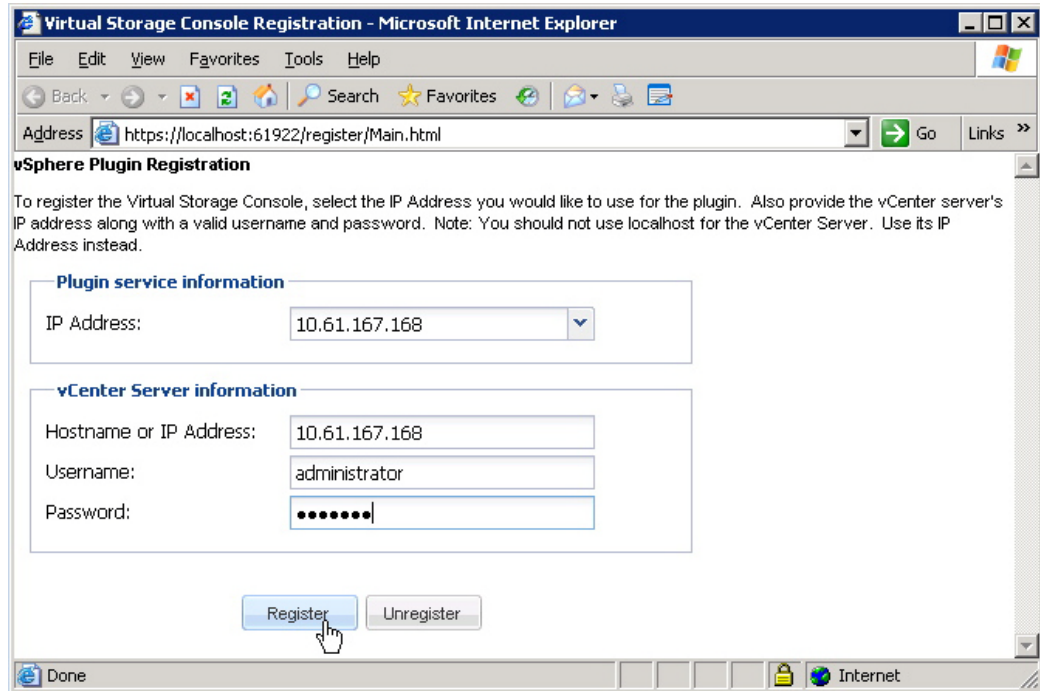 Virtual Storage Console Registration - Microsoft Internet Explorer
File Edit View Favorites Tools Help
Back Search Favorites
Address https://localhost:61922/register/Main.html Go Links »
vSphere Plugin Registration
To register the Virtual Storage Console, select the IP Address you would like to use for the plugin. Also provide the vCenter server's
IP address along with a valid username and password. Note: You should not use localhost for the vCenter Server. Use its IP
Address instead.
Plugin service information
IP Address: 10.61.167.168
vCenter Server information
Hostname or IP Address: 10.61.167.168
Username: administrator
Password: •••••••
Register Unregister
Done Internet